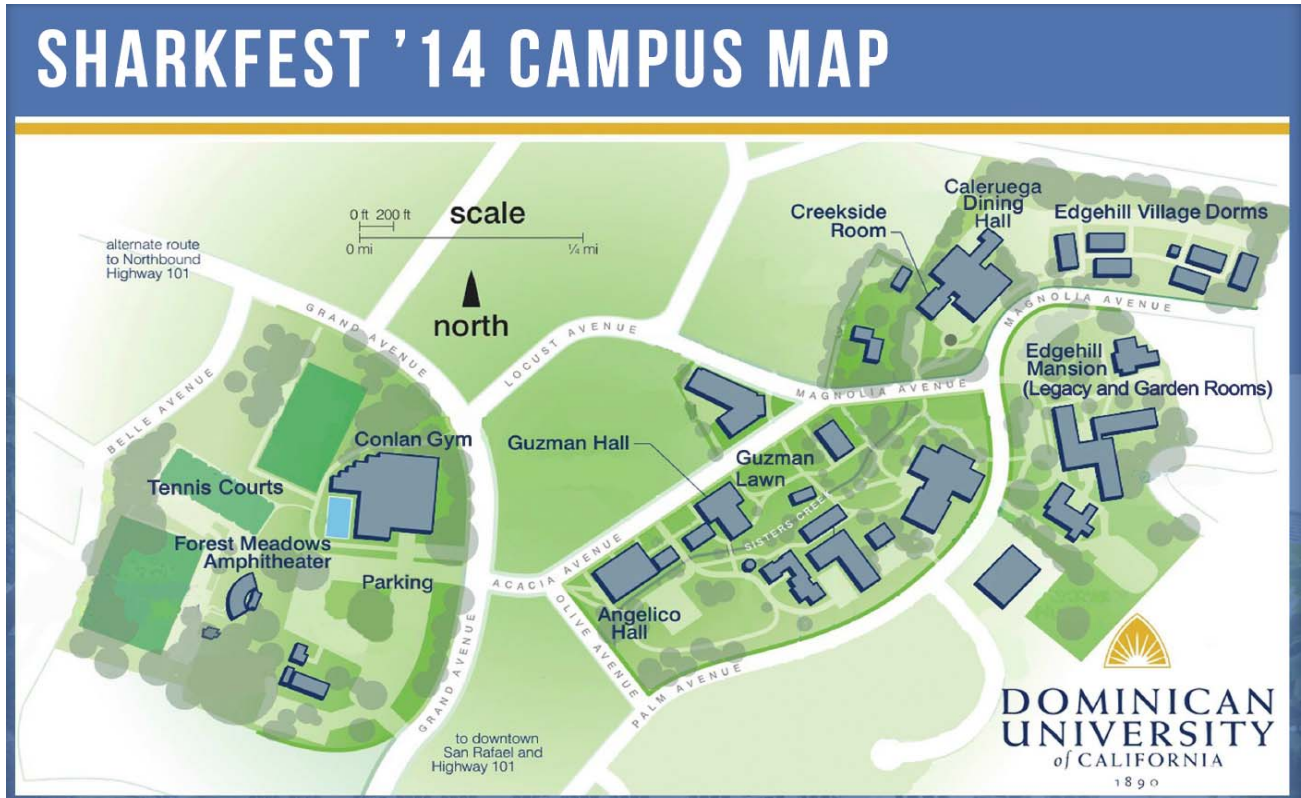 SHARKFEST '14 CAMPUS MAP
0 ft 200 ft
scale
0 mi
¼ mi
north
alternate route
to Northbound
Highway 101
Creekside
Room
Caleruega
Dining
Hall
Edgehill Village Dorms
GRAND AVENUE
LOCUST AVENUE
MAGNOLIA AVENUE
BELLE AVENUE
MAGNOLIA AVENUE
Edgehill
Mansion
(Legacy and Garden Rooms)
Conlan Gym
Guzman Hall
Guzman
Lawn
Tennis Courts
SISTERS CREEK
Forest Meadows
Amphitheater
Parking
ACACIA AVENUE
OLIVE AVENUE
Angelico
Hall
GRAND AVENUE
PALM AVENUE
to downtown
San Rafael and
Highway 101
DOMINICAN
UNIVERSITY
of CALIFORNIA
1890